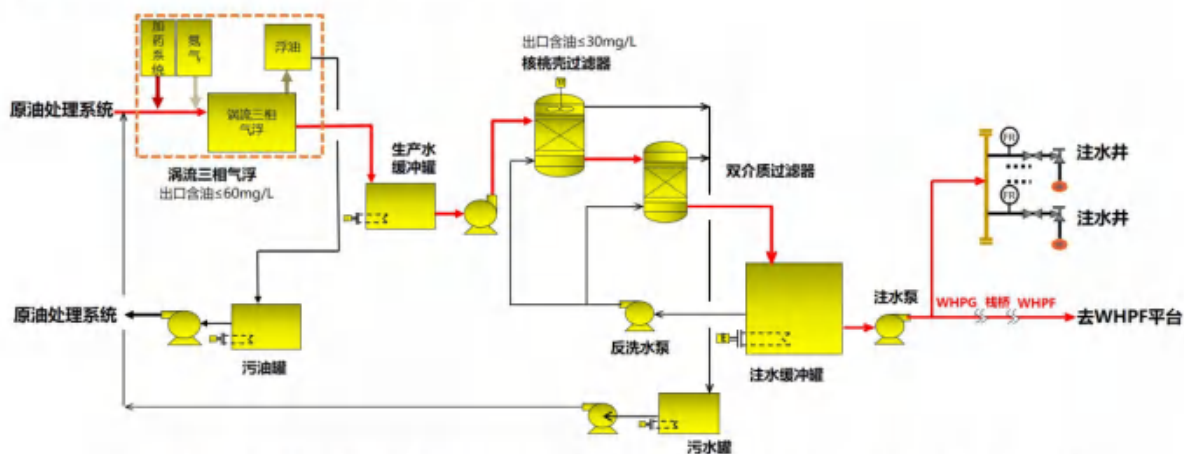 加药系统
氮气
浮油
出口含油≤30mg/L
核桃壳过滤器
原油处理系统
涡流三相
气浮
生产水
缓冲罐
涡流三相气浮
出口含油≤60mg/L
双介质过滤器
FR
注水井
FR
注水井
原油处理系统
污油罐
反洗水泵
注水缓冲罐
注水泵
WHPG 栈桥 WHPF
去WHPF平台
污水罐